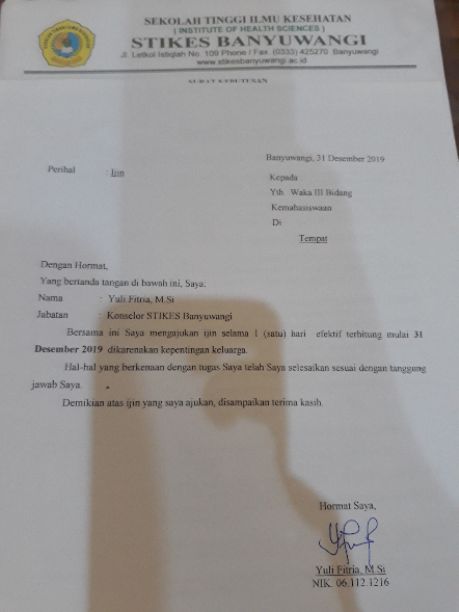 SEKOLAH TINGGI ILMU KESEHATAN
( INSTITUTE OF HEALTH SCIENCES )
STIKES BANYUWANGI
Jl. Letkol Istiqlah No. 109 Phone / Fax. (0333) 425270 Banyuwangi
www.stikesbanyuwangi.ac.id
Banyuwangi, 31 Desember 2019
Perihal : Ijin
Kepada
Yth Waka III Bidang
Kemahasiswaan
Di
Tempat
Dengan Hormat,
Yang bertanda tangan di bawah ini, Saya.
Nama : Yuli Fitria, M.Si
Jabatan : Konselor STIKES Banyuwangi
Bersama ini Saya mengajukan ijin selama 1 (satu) hari efektif terhitung mulai 31
Desember 2019 dikarenakan kepentingan keluarga.
Hal-hal yang berkenaan dengan tugas Saya telah Saya selesaikan sesuai dengan tanggung
jawab Saya.
Demikian atas ijin yang saya ajukan, disampaikan terima kasih.
Hormat Saya,
Yuli Fitria, M.Si
NIK. 06.112.1216